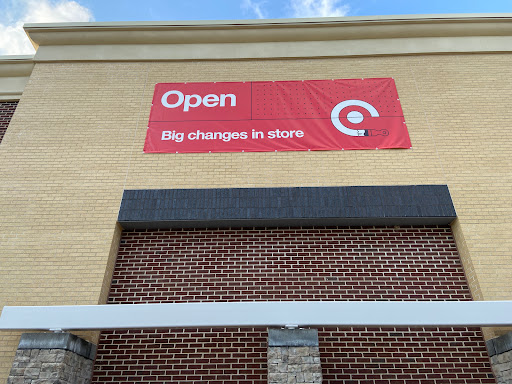 Open
Big changes in store